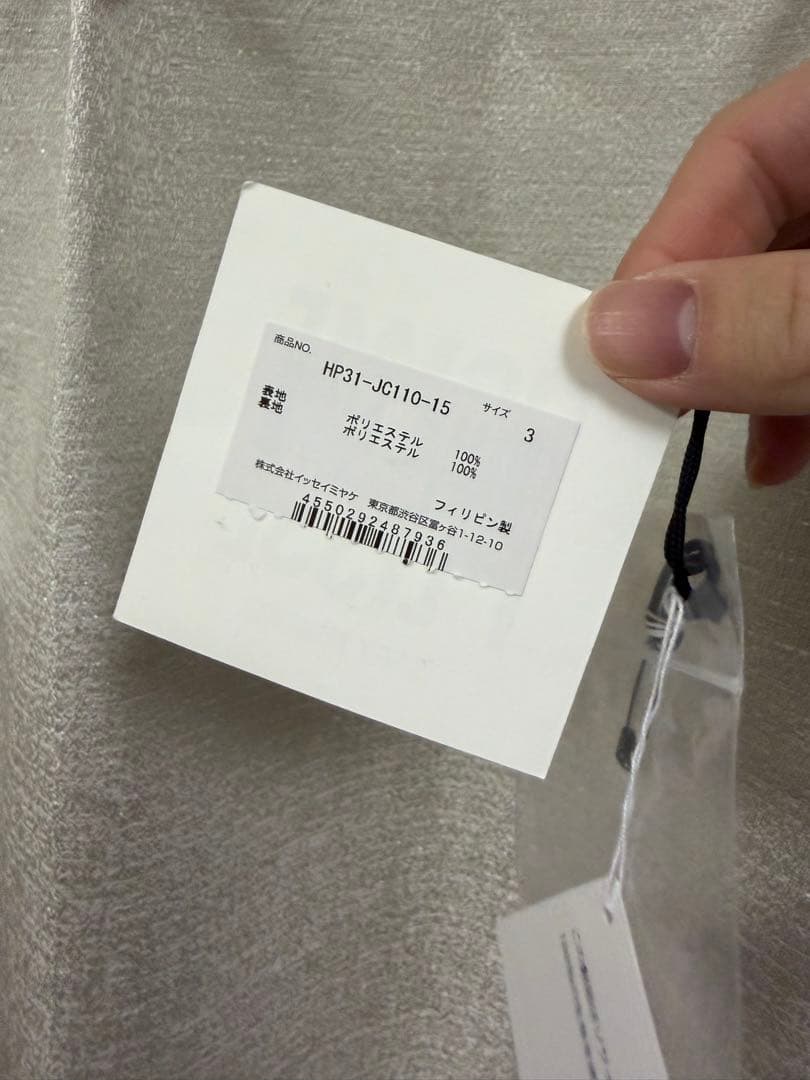 商品NO.
HP31-JC110-15 サイズ 3
表地 ポリエステル 100%
裏地 ポリエステル 100%
フィリピン製
株式会社イッセイミヤケ 東京都渋谷区富ヶ谷1-12-10
4550292487936